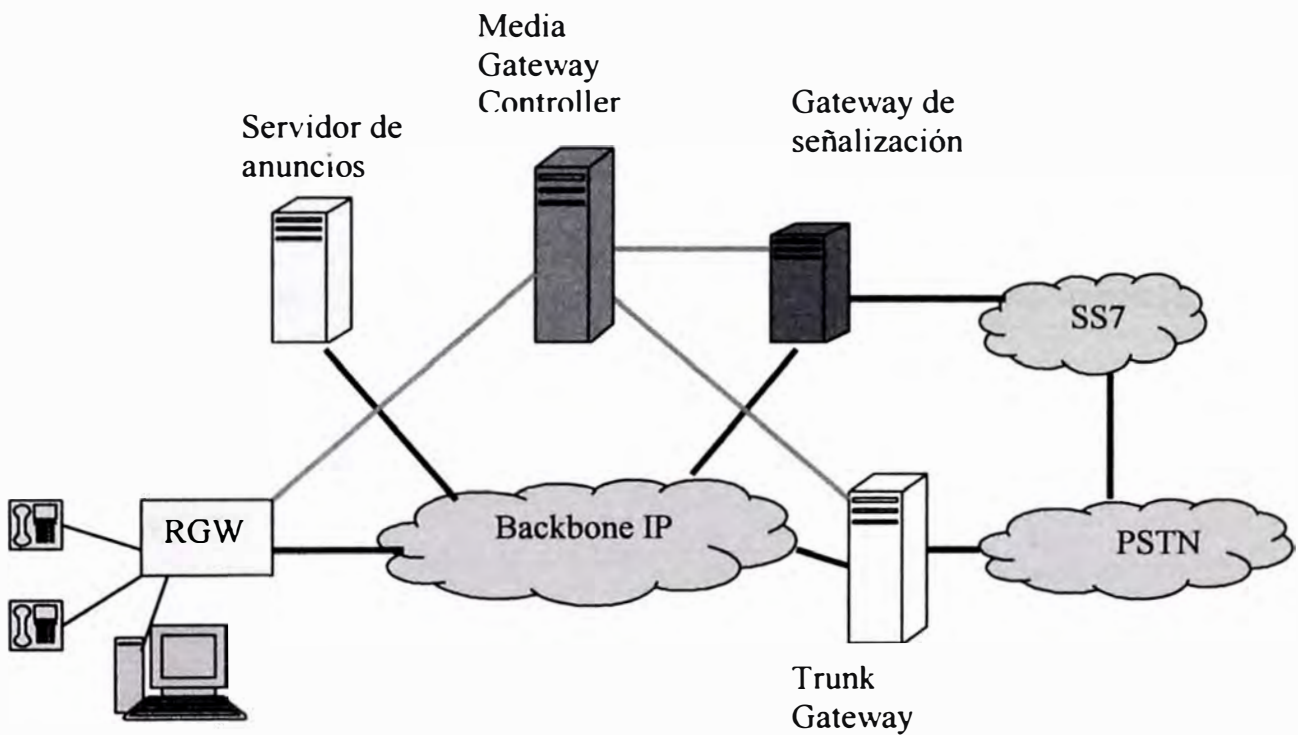 Media
Gateway
Controller
Servidor de
anuncios
Gateway de
señalización
SS7
RGW
Backbone IP
PSTN
Trunk
Gateway